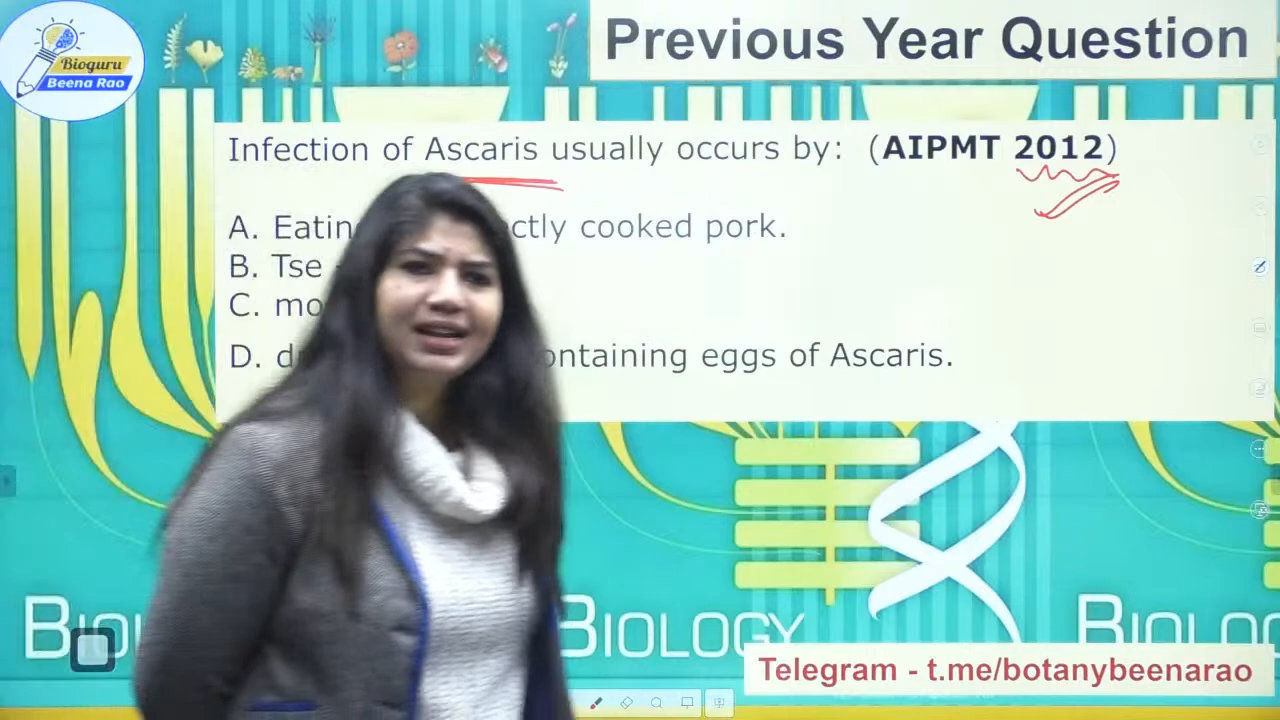 Bioguru
Beena Rao
Previous Year Question
Infection of Ascaris usually occurs by: (AIPMT 2012)
A. Eatin ctly cooked pork.
B. Tse
C. mo
D. d ontaining eggs of Ascaris.
BIOLOGY
Telegram - t.me/botanybeenarao